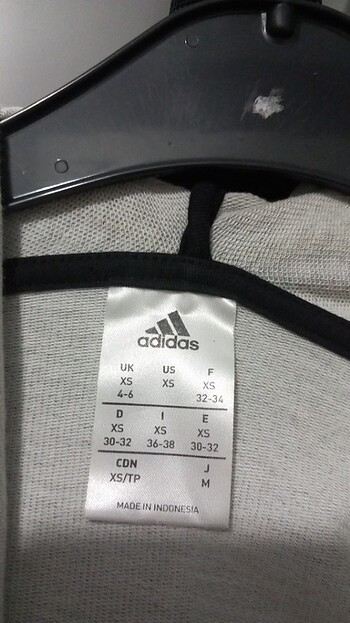 adidas
UK US F
XS XS XS
4-6 32-34
D I E
XS XS XS
30-32 36-38 30-32
CDN J
XS/TP M
MADE IN INDONESIA